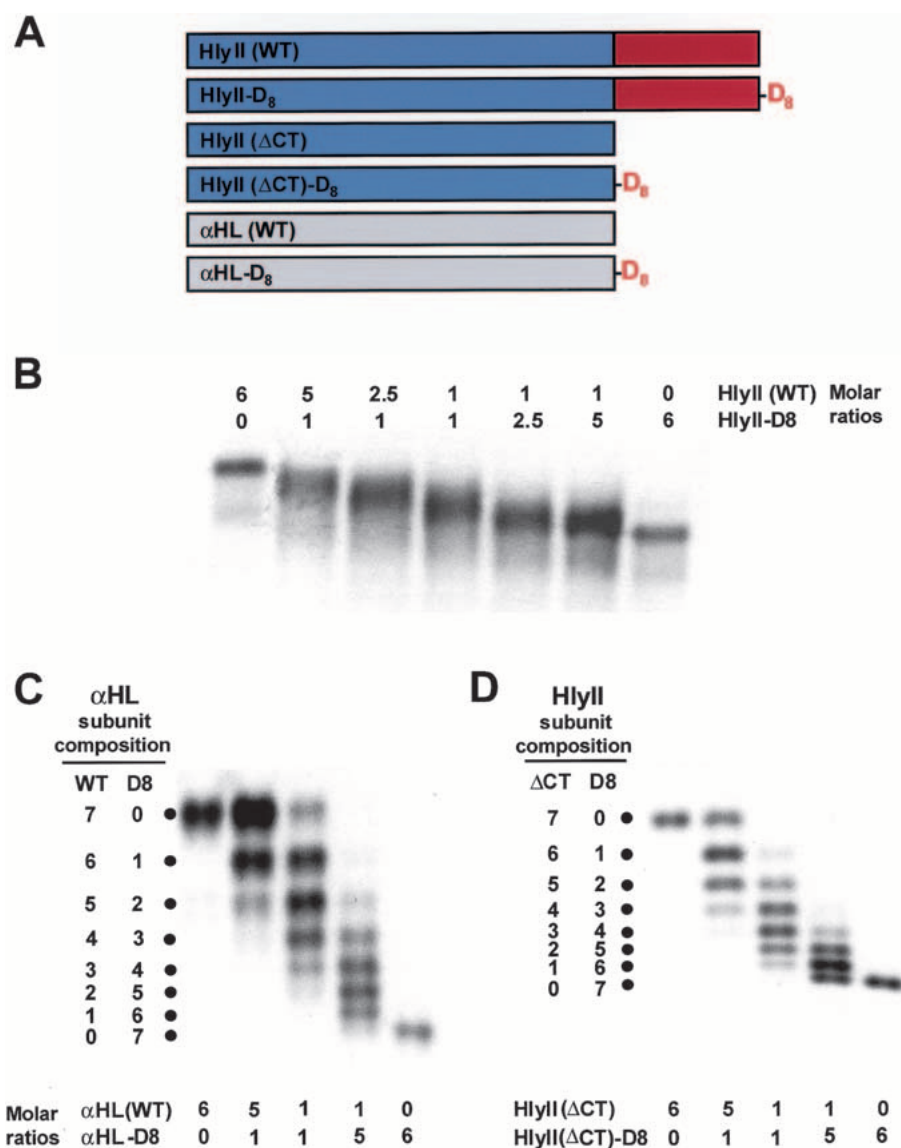 A
HlyII (WT)
HlyII-D8
D8
HlyII (ΔCT)
HlyII (ΔCT)-D8
D8
αHL (WT)
αHL-D8
D8
B
6 5 2.5 1 1 1 0 HlyII (WT) Molar
0 1 1 1 2.5 5 6 HlyII-D8 ratios
C
αHL
subunit
composition
WT D8
7 0
6 1
5 2
4 3
3 4
2 5
1 6
0 7
Molar αHL(WT) 6 5 1 1 0
ratios αHL-D8 0 1 1 5 6
D
HlyII
subunit
composition
ΔCT D8
7 0
6 1
5 2
4 3
3 4
2 5
1 6
0 7
HlyII(ΔCT) 6 5 1 1 0
HlyII(ΔCT)-D8 0 1 1 5 6